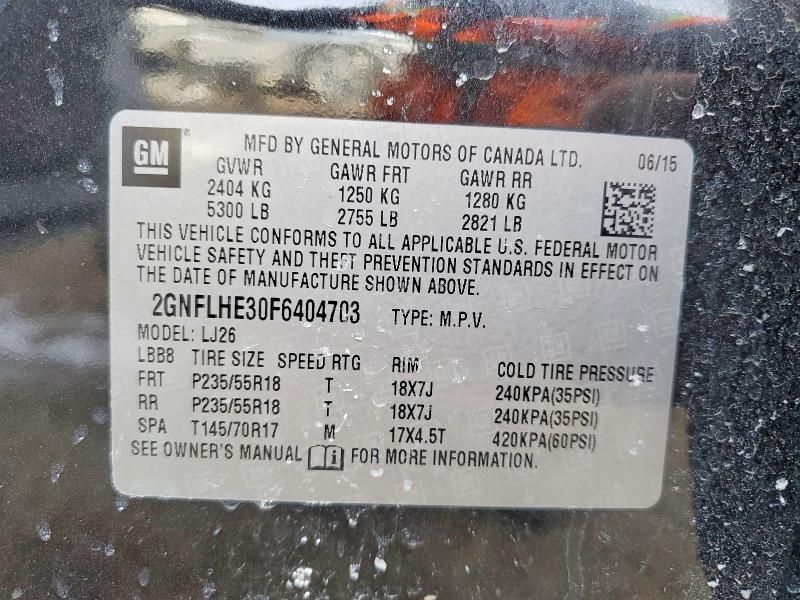 GM
MFD BY GENERAL MOTORS OF CANADA LTD. 06/15
GVWR GAWR FRT GAWR RR
2404 KG 1250 KG 1280 KG
5300 LB 2755 LB 2821 LB
THIS VEHICLE CONFORMS TO ALL APPLICABLE U.S. FEDERAL MOTOR
VEHICLE SAFETY AND THEFT PREVENTION STANDARDS IN EFFECT ON
THE DATE OF MANUFACTURE SHOWN ABOVE.
2GNFLHE30F6404703 TYPE: M.P.V.
MODEL: LJ26
LBB8 TIRE SIZE SPEED RTG RIM COLD TIRE PRESSURE
FRT P235/55R18 T 18X7J 240KPA(35PSI)
RR P235/55R18 T 18X7J 240KPA(35PSI)
SPA T145/70R17 M 17X4.5T 420KPA(60PSI)
SEE OWNER'S MANUAL FOR MORE INFORMATION.